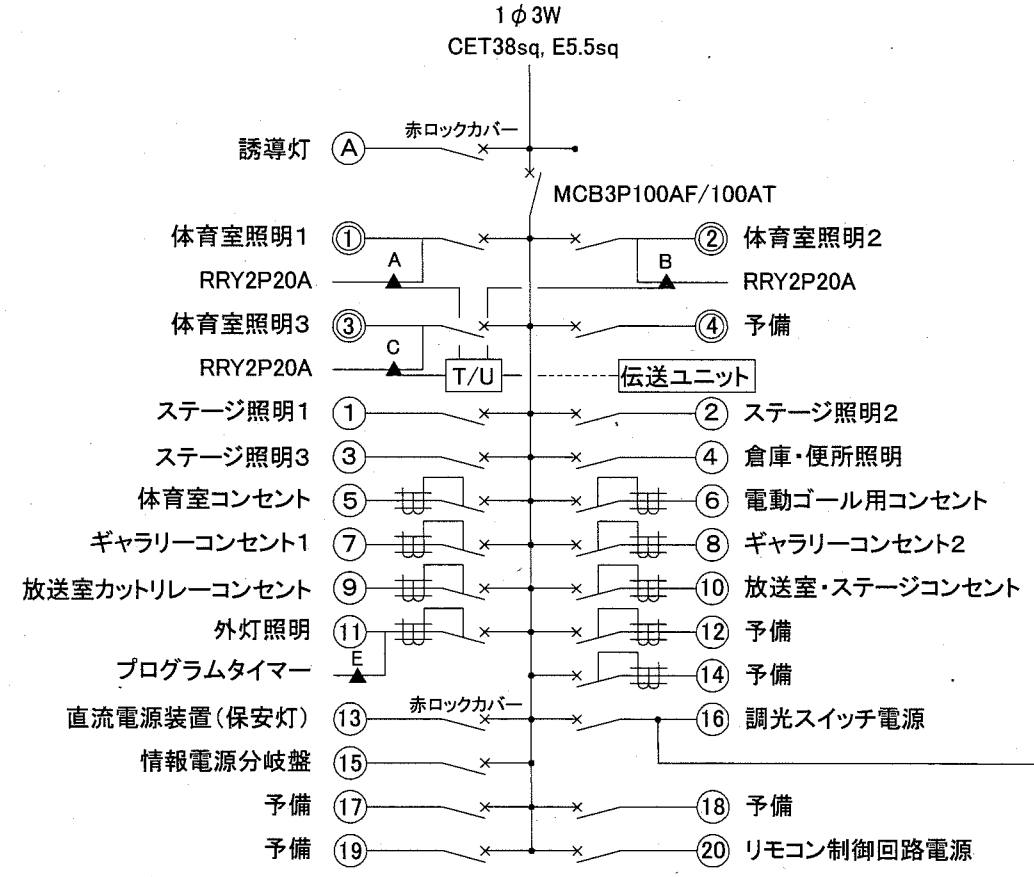 1φ3W
CET38sq, E5.5sq
誘導灯 Ⓐ 赤ロックカバー
MCB3P100AF/100AT
体育室照明1 ① ② 体育室照明2
A B
RRY2P20A RRY2P20A
体育室照明3 ③ ④ 予備
C
RRY2P20A T/U 伝送ユニット
ステージ照明1 ① ② ステージ照明2
ステージ照明3 ③ ④ 倉庫・便所照明
体育室コンセント ⑤ ⑥ 電動ゴール用コンセント
ギャラリーコンセント1 ⑦ ⑧ ギャラリーコンセント2
放送室カットリレーコンセント ⑨ ⑩ 放送室・ステージコンセント
外灯照明 ⑪ ⑫ 予備
E
プログラムタイマー ⑭ 予備
赤ロックカバー
直流電源装置(保安灯) ⑬ ⑯ 調光スイッチ電源
情報電源分岐盤 ⑮
予備 ⑰ ⑱ 予備
予備 ⑲ ⑳ リモコン制御回路電源